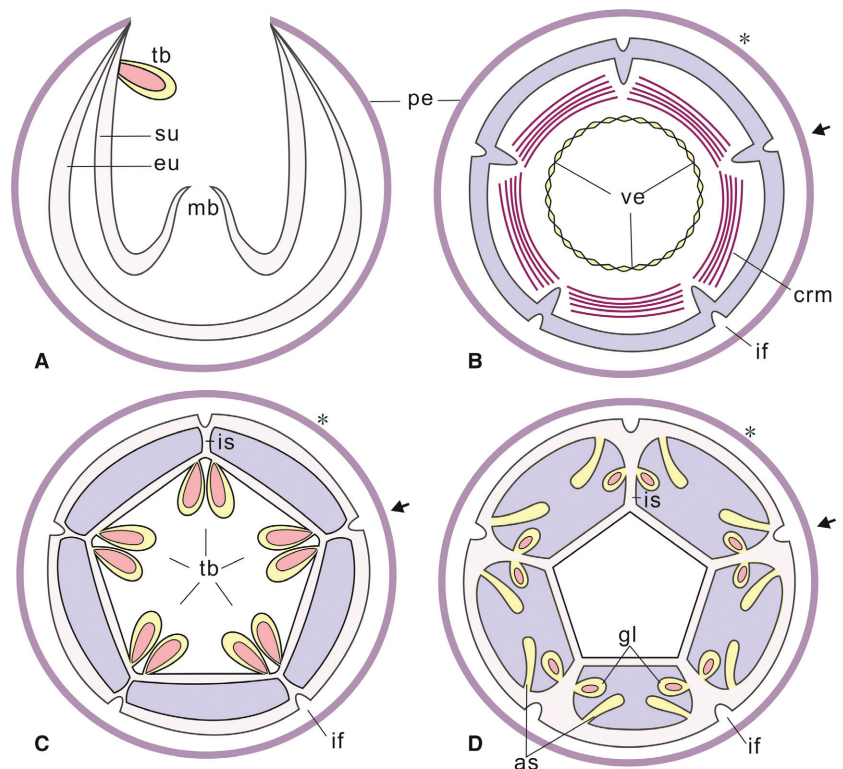 tb
su
eu
mb
pe
A
*
ve
crm
if
B
*
is
tb
if
C
*
is
gl
as
if
D